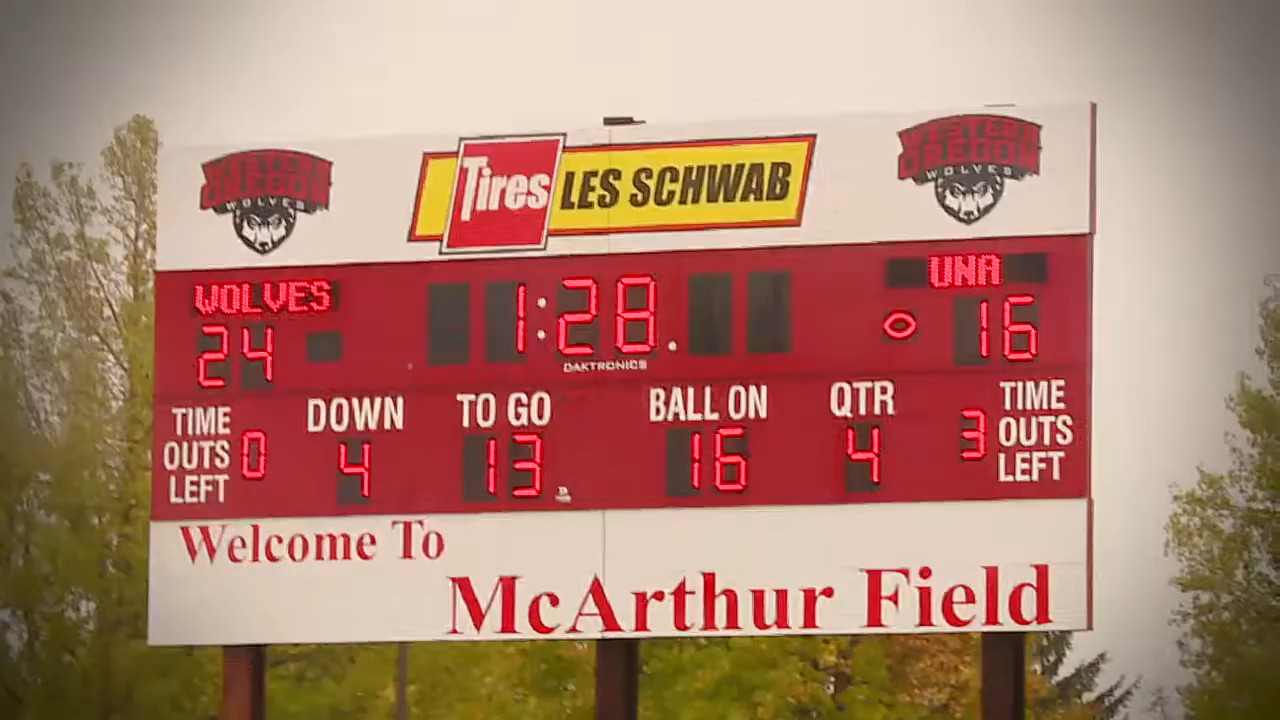 WESTERN OREGON WOLVES
Tires LES SCHWAB
WESTERN OREGON WOLVES
WOLVES 1:28 UNA
24 16
DAKTRONICS
TIME OUTS LEFT 0
DOWN 4
TO GO 13
BALL ON 16
QTR 4
3 TIME OUTS LEFT
Welcome To
McArthur Field